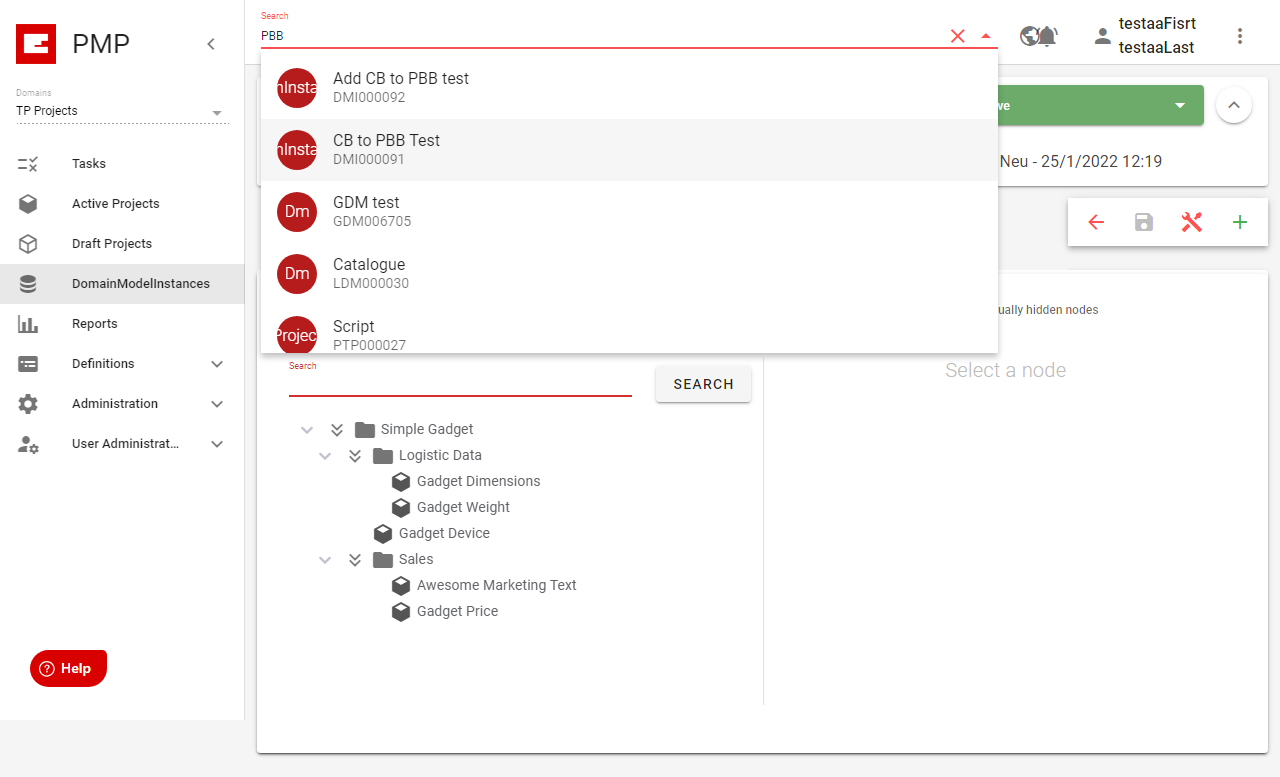 PMP
Domains
TP Projects
Tasks
Active Projects
Draft Projects
DomainModelInstances
Reports
Definitions
Administration
User Administrat...
Help
Search
PBB
testaaFisrt
testaaLast
Add CB to PBB test
DMI000092
CB to PBB Test
DMI000091
Dm
GDM test
GDM006705
Dm
Catalogue
LDM000030
Projec
Script
PTP000027
we
Neu - 25/1/2022 12:19
ually hidden nodes
Select a node
Search
SEARCH
Simple Gadget
Logistic Data
Gadget Dimensions
Gadget Weight
Gadget Device
Sales
Awesome Marketing Text
Gadget Price